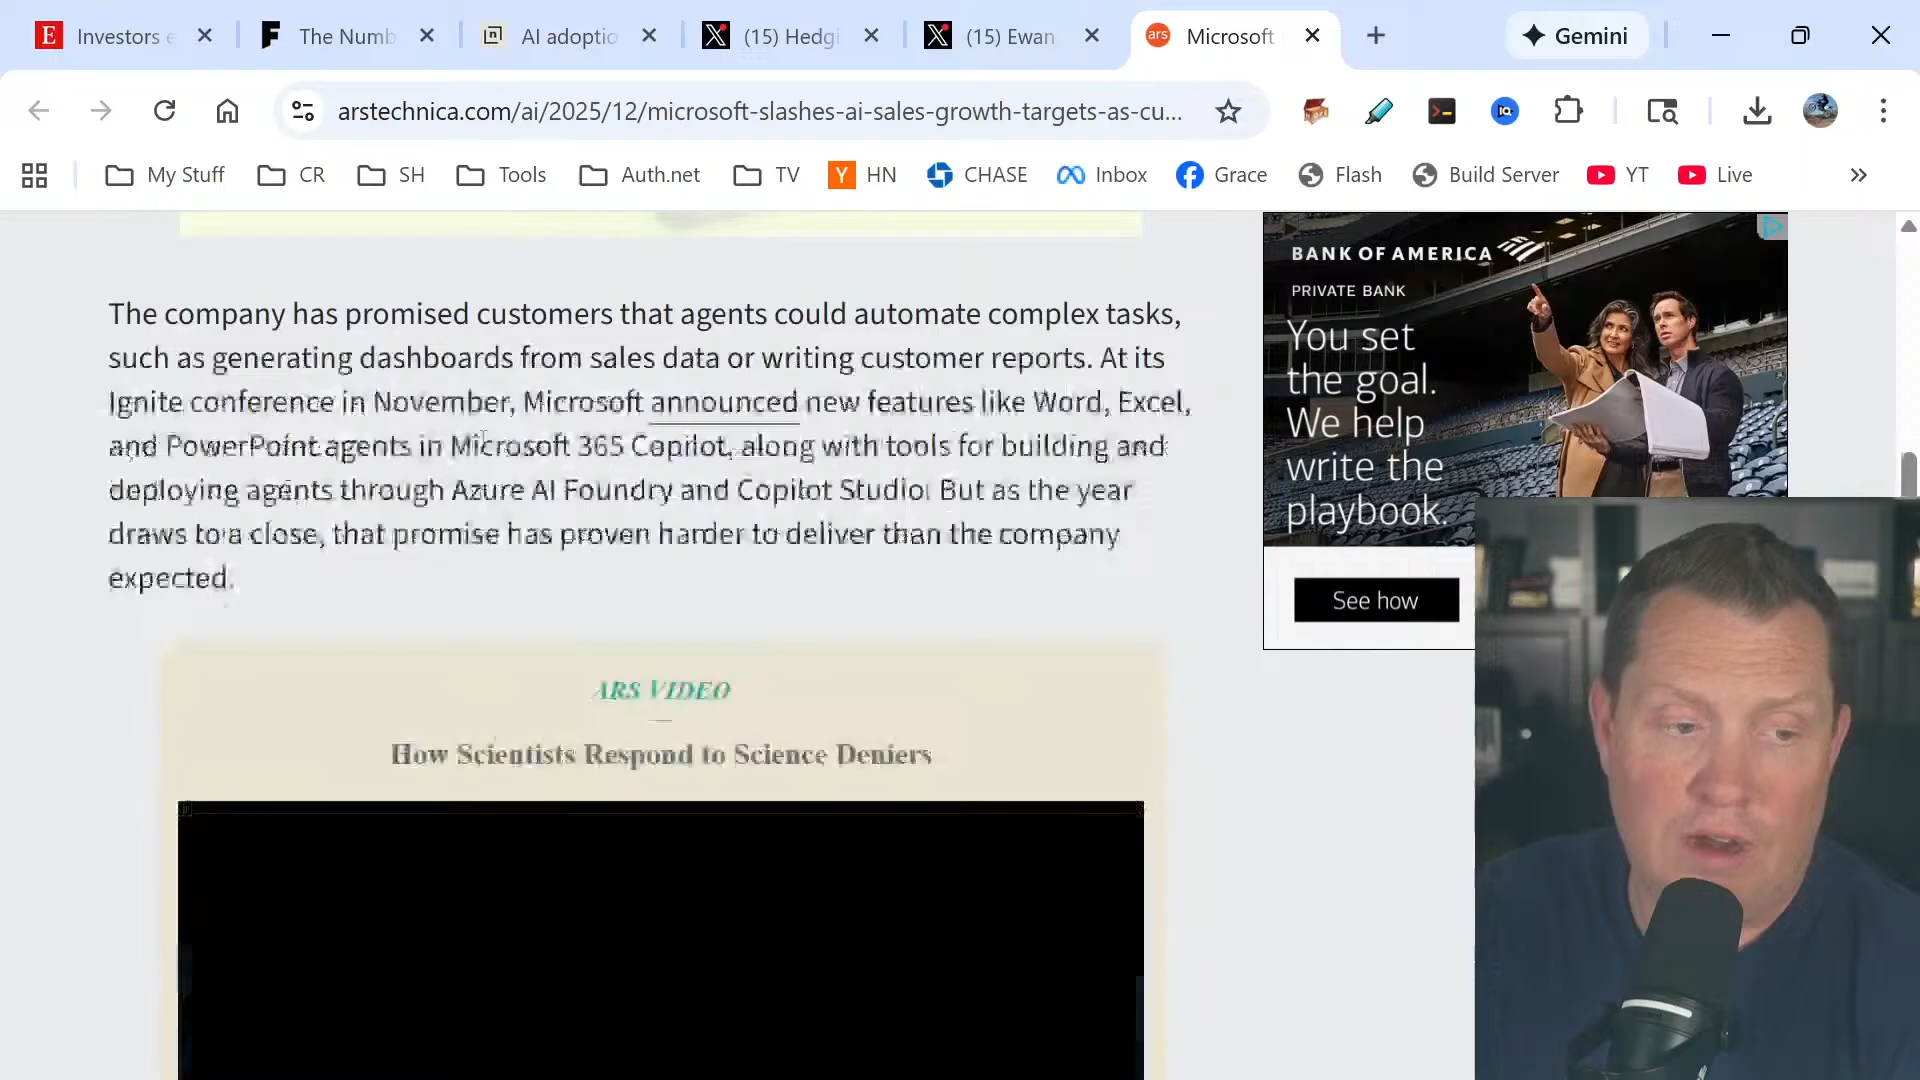 Investors e
The Numb
AI adoptio
(15) Hedgi
(15) Ewan
ars
Microsoft
Gemini
arstechnica.com/ai/2025/12/microsoft-slashes-ai-sales-growth-targets-as-cu...
My Stuff
CR
SH
Tools
Auth.net
TV
HN
CHASE
Inbox
Grace
Flash
Build Server
YT
Live
The company has promised customers that agents could automate complex tasks,
such as generating dashboards from sales data or writing customer reports. At its
Ignite conference in November, Microsoft announced new features like Word, Excel,
and PowerPoint agents in Microsoft 365 Copilot, along with tools for building and
deploying agents through Azure AI Foundry and Copilot Studio. But as the year
draws to a close, that promise has proven harder to deliver than the company
expected.
ARS VIDEO
How Scientists Respond to Science Deniers
BANK OF AMERICA
PRIVATE BANK
You set
the goal.
We help
write the
playbook.
See how